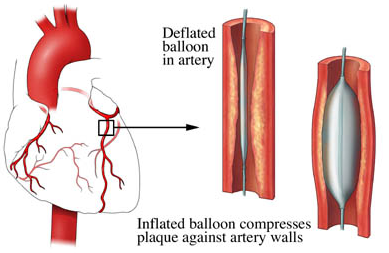 Deflated
balloon
in artery
Inflated balloon compresses
plaque against artery walls